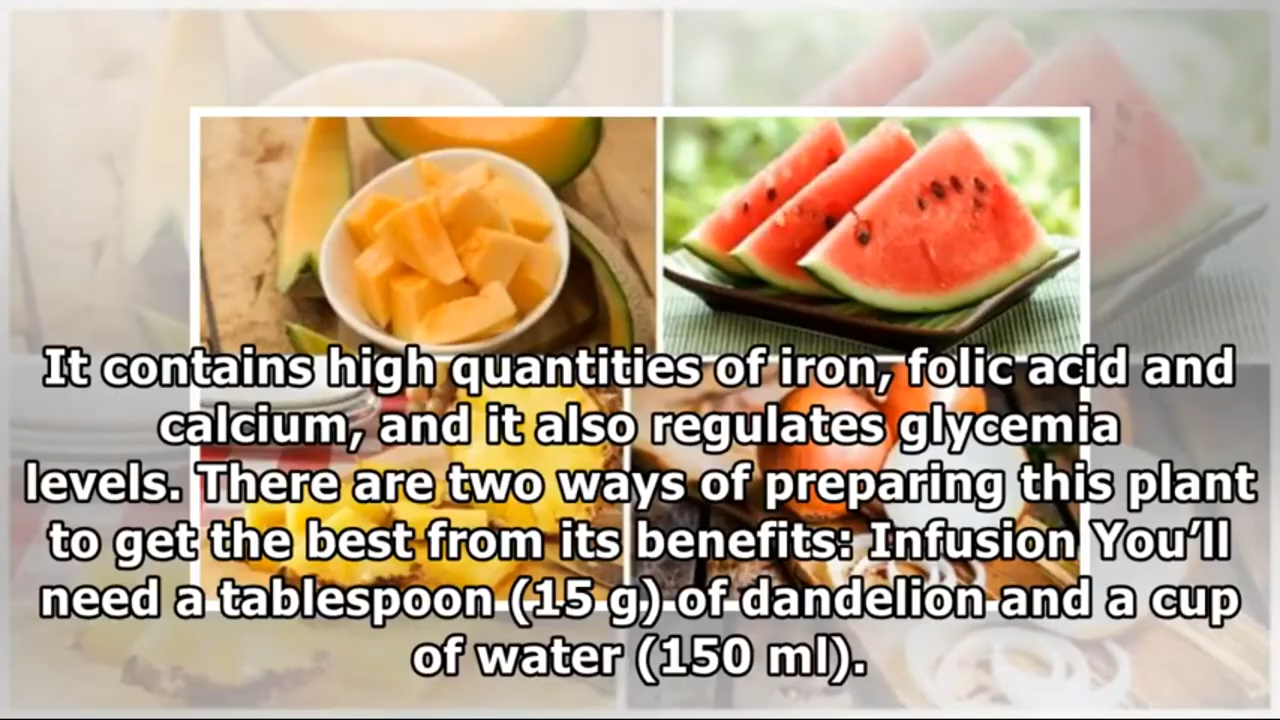 It contains high quantities of iron, folic acid and
calcium, and it also regulates glycemia
levels. There are two ways of preparing this plant
to get the best from its benefits: Infusion You’ll
need a tablespoon (15 g) of dandelion and a cup
of water (150 ml).